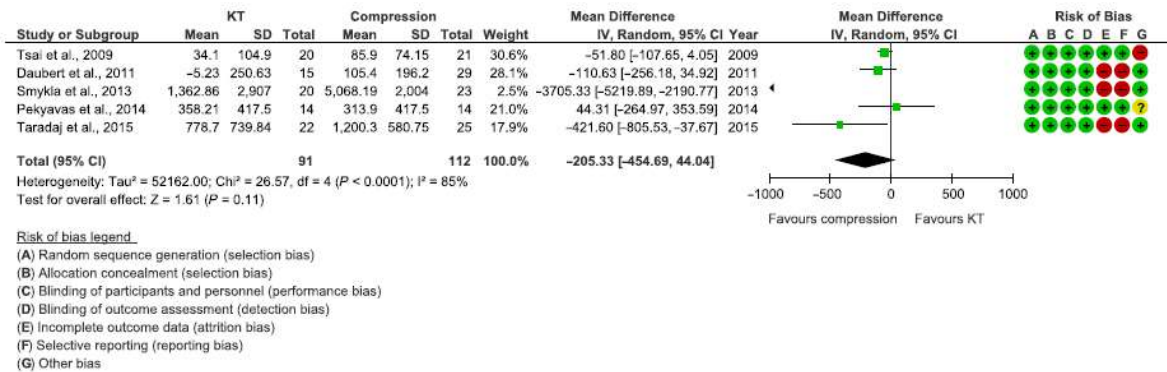 KT Compression Mean Difference Mean Difference Risk of Bias
Study or Subgroup Mean SD Total Mean SD Total Weight IV, Random, 95% CI Year IV, Random, 95% CI A B C D E F G
Tsai et al., 2009 34.1 104.9 20 85.9 74.15 21 30.6% −51.80 [−107.65, 4.05] 2009 + + + + + + −
Daubert et al., 2011 −5.23 250.63 15 105.4 196.2 29 28.1% −110.63 [−256.18, 34.92] 2011 + + + + − − +
Smykla et al., 2013 1,362.86 2,907 20 5,068.19 2,004 23 2.5% −3705.33 [−5219.89, −2190.77] 2013 + + + + − − +
Pekyavas et al., 2014 358.21 417.5 14 313.9 417.5 14 21.0% 44.31 [−264.97, 353.59] 2014 + + + + + + ?
Taradaj et al., 2015 778.7 739.84 22 1,200.3 580.75 25 17.9% −421.60 [−805.53, −37.67] 2015 + + + + − − +
Total (95% CI) 91 112 100.0% −205.33 [−454.69, 44.04]
Heterogeneity: Tau² = 52162.00; Chi² = 26.57, df = 4 (P < 0.0001); I² = 85%
Test for overall effect: Z = 1.61 (P = 0.11)
−1000 −500 0 500 1000
Favours compression Favours KT
Risk of bias legend
(A) Random sequence generation (selection bias)
(B) Allocation concealment (selection bias)
(C) Blinding of participants and personnel (performance bias)
(D) Blinding of outcome assessment (detection bias)
(E) Incomplete outcome data (attrition bias)
(F) Selective reporting (reporting bias)
(G) Other bias